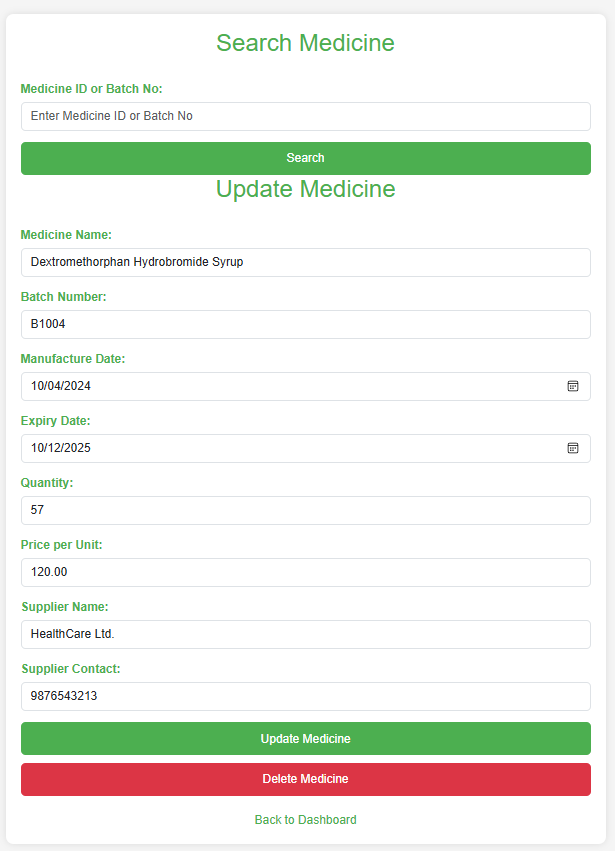 Search Medicine
Medicine ID or Batch No:
Enter Medicine ID or Batch No
Search
Update Medicine
Medicine Name:
Dextromethorphan Hydrobromide Syrup
Batch Number:
B1004
Manufacture Date:
10/04/2024
Expiry Date:
10/12/2025
Quantity:
57
Price per Unit:
120.00
Supplier Name:
HealthCare Ltd.
Supplier Contact:
9876543213
Update Medicine
Delete Medicine
Back to Dashboard